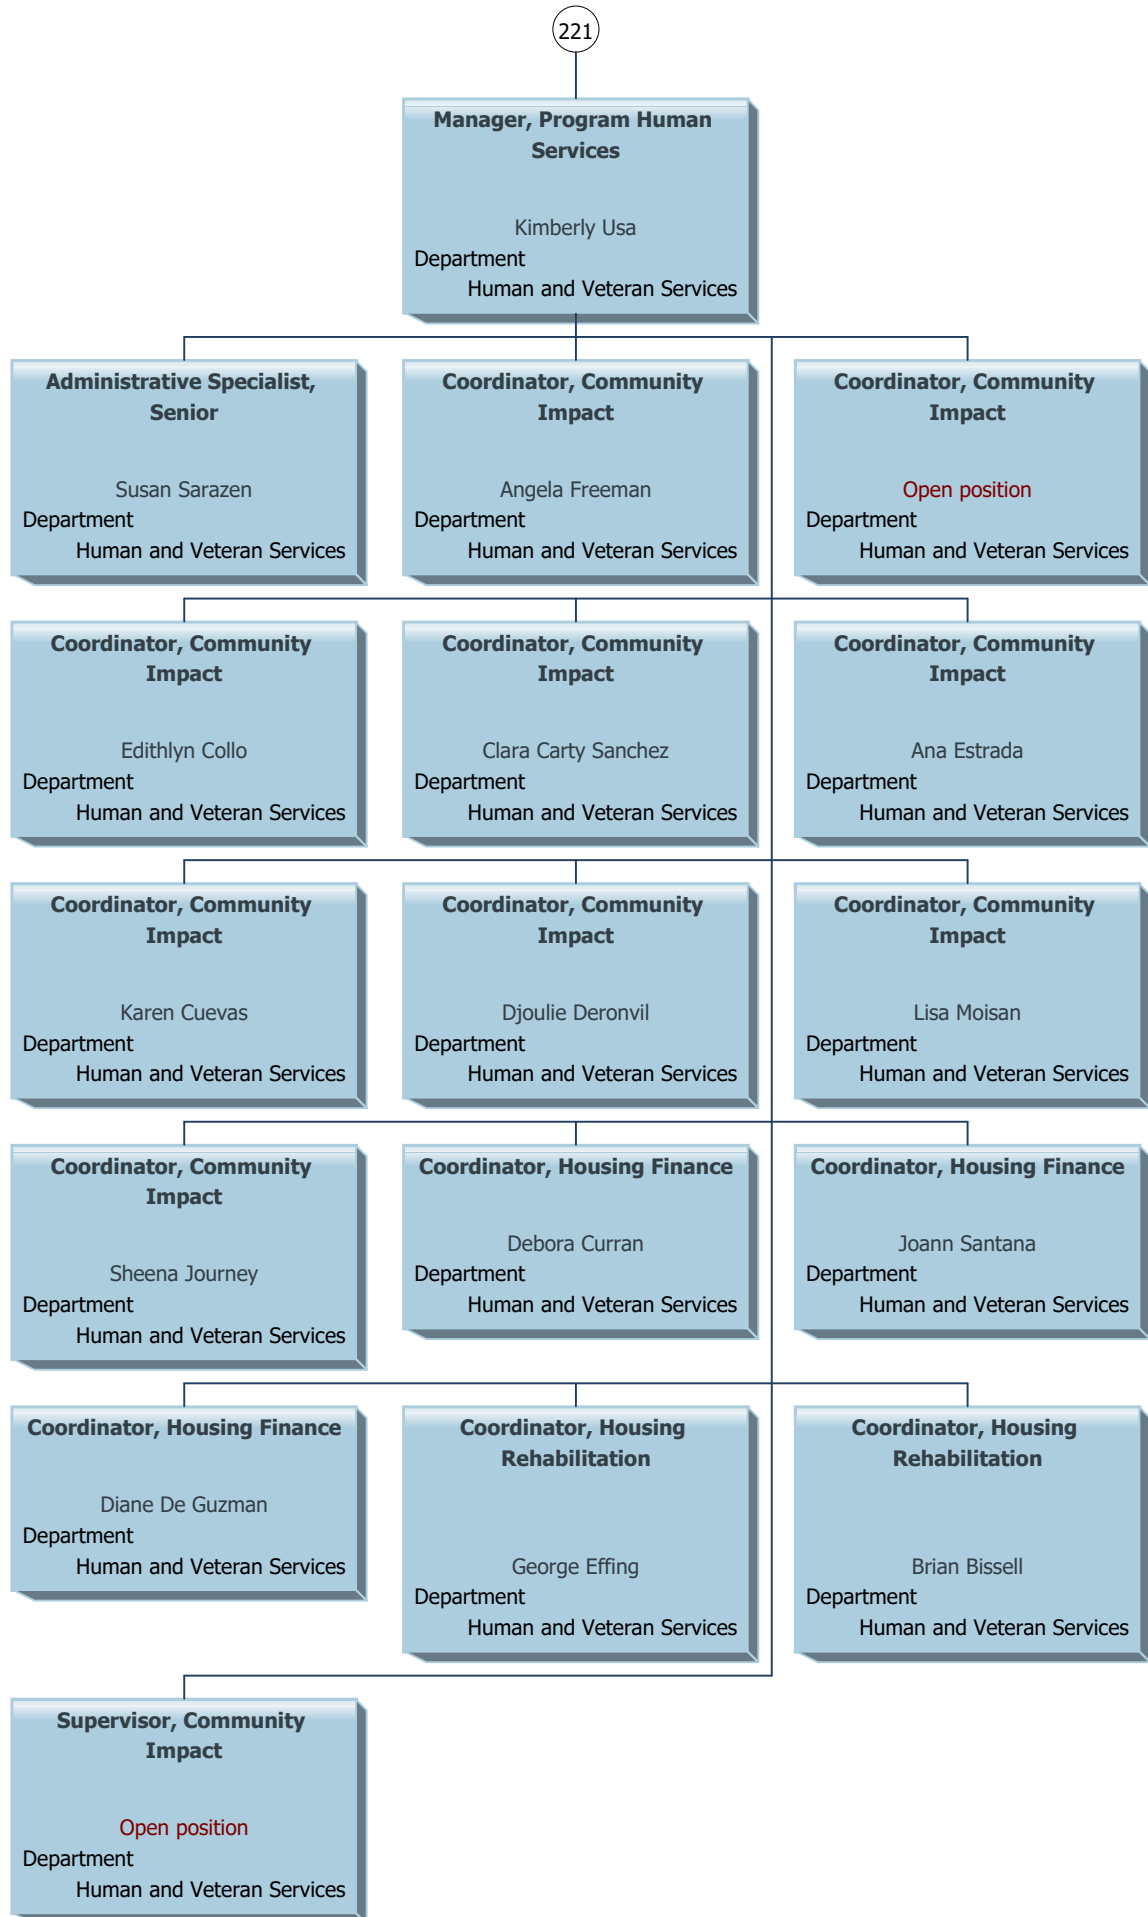 221
Manager, Program Human
Services
Kimberly Usa
Department
Human and Veteran Services
Administrative Specialist,
Senior
Susan Sarazen
Department
Human and Veteran Services
Coordinator, Community
Impact
Angela Freeman
Department
Human and Veteran Services
Coordinator, Community
Impact
Open position
Department
Human and Veteran Services
Coordinator, Community
Impact
Edithlyn Collo
Department
Human and Veteran Services
Coordinator, Community
Impact
Clara Carty Sanchez
Department
Human and Veteran Services
Coordinator, Community
Impact
Ana Estrada
Department
Human and Veteran Services
Coordinator, Community
Impact
Karen Cuevas
Department
Human and Veteran Services
Coordinator, Community
Impact
Djoulie Deronvil
Department
Human and Veteran Services
Coordinator, Community
Impact
Lisa Moisan
Department
Human and Veteran Services
Coordinator, Community
Impact
Sheena Journey
Department
Human and Veteran Services
Coordinator, Housing Finance
Debora Curran
Department
Human and Veteran Services
Coordinator, Housing Finance
Joann Santana
Department
Human and Veteran Services
Coordinator, Housing Finance
Diane De Guzman
Department
Human and Veteran Services
Coordinator, Housing
Rehabilitation
George Effing
Department
Human and Veteran Services
Coordinator, Housing
Rehabilitation
Brian Bissell
Department
Human and Veteran Services
Supervisor, Community
Impact
Open position
Department
Human and Veteran Services